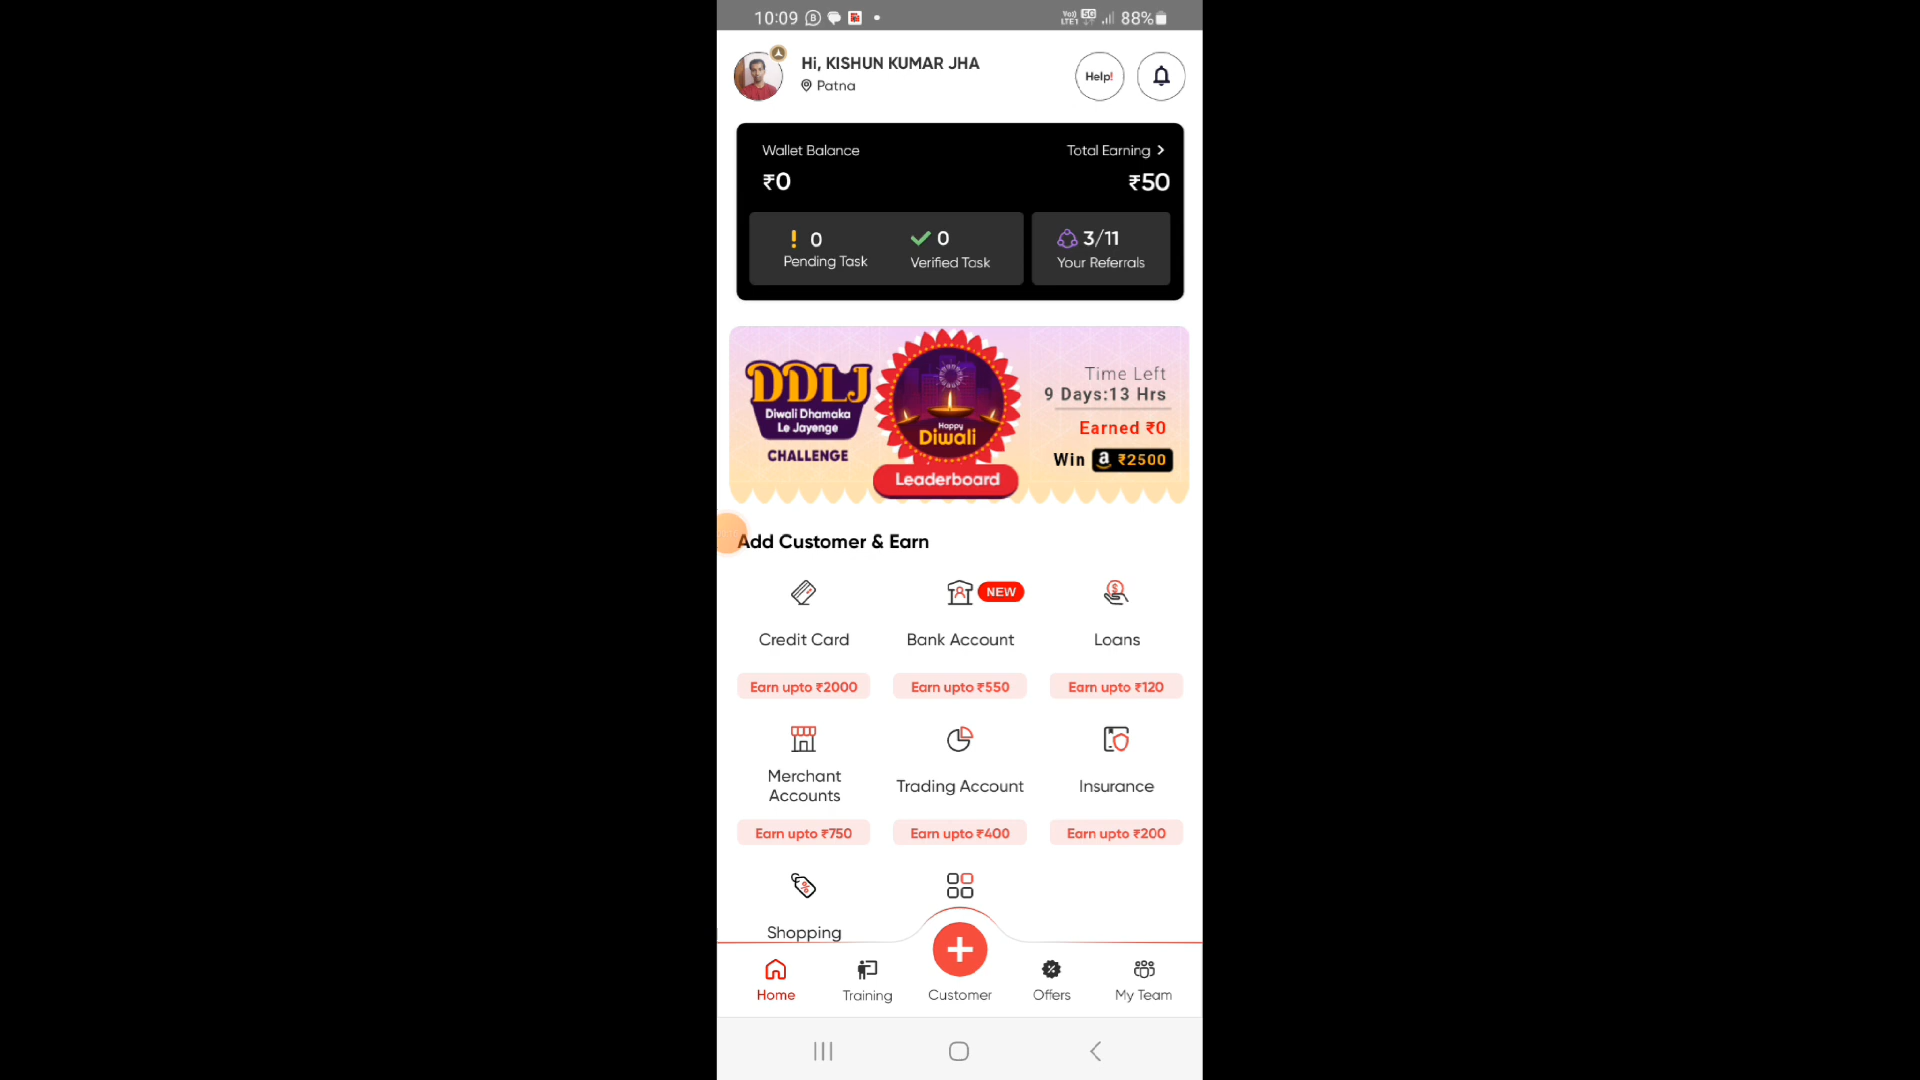 10:09
Vo)) LTE1 5G 88%
Hi, KISHUN KUMAR JHA
Patna
Help!
Wallet Balance
Total Earning >
₹0
₹50
! 0
Pending Task
0
Verified Task
3/11
Your Referrals
DDLJ
Diwali Dhamaka
Le Jayenge
CHALLENGE
Happy
Diwali
Leaderboard
Time Left
9 Days:13 Hrs
Earned ₹0
Win a ₹2500
Add Customer & Earn
Credit Card
Earn upto ₹2000
NEW
Bank Account
Earn upto ₹550
Loans
Earn upto ₹120
Merchant
Accounts
Earn upto ₹750
Trading Account
Earn upto ₹400
Insurance
Earn upto ₹200
Shopping
Home
Training
Customer
Offers
My Team